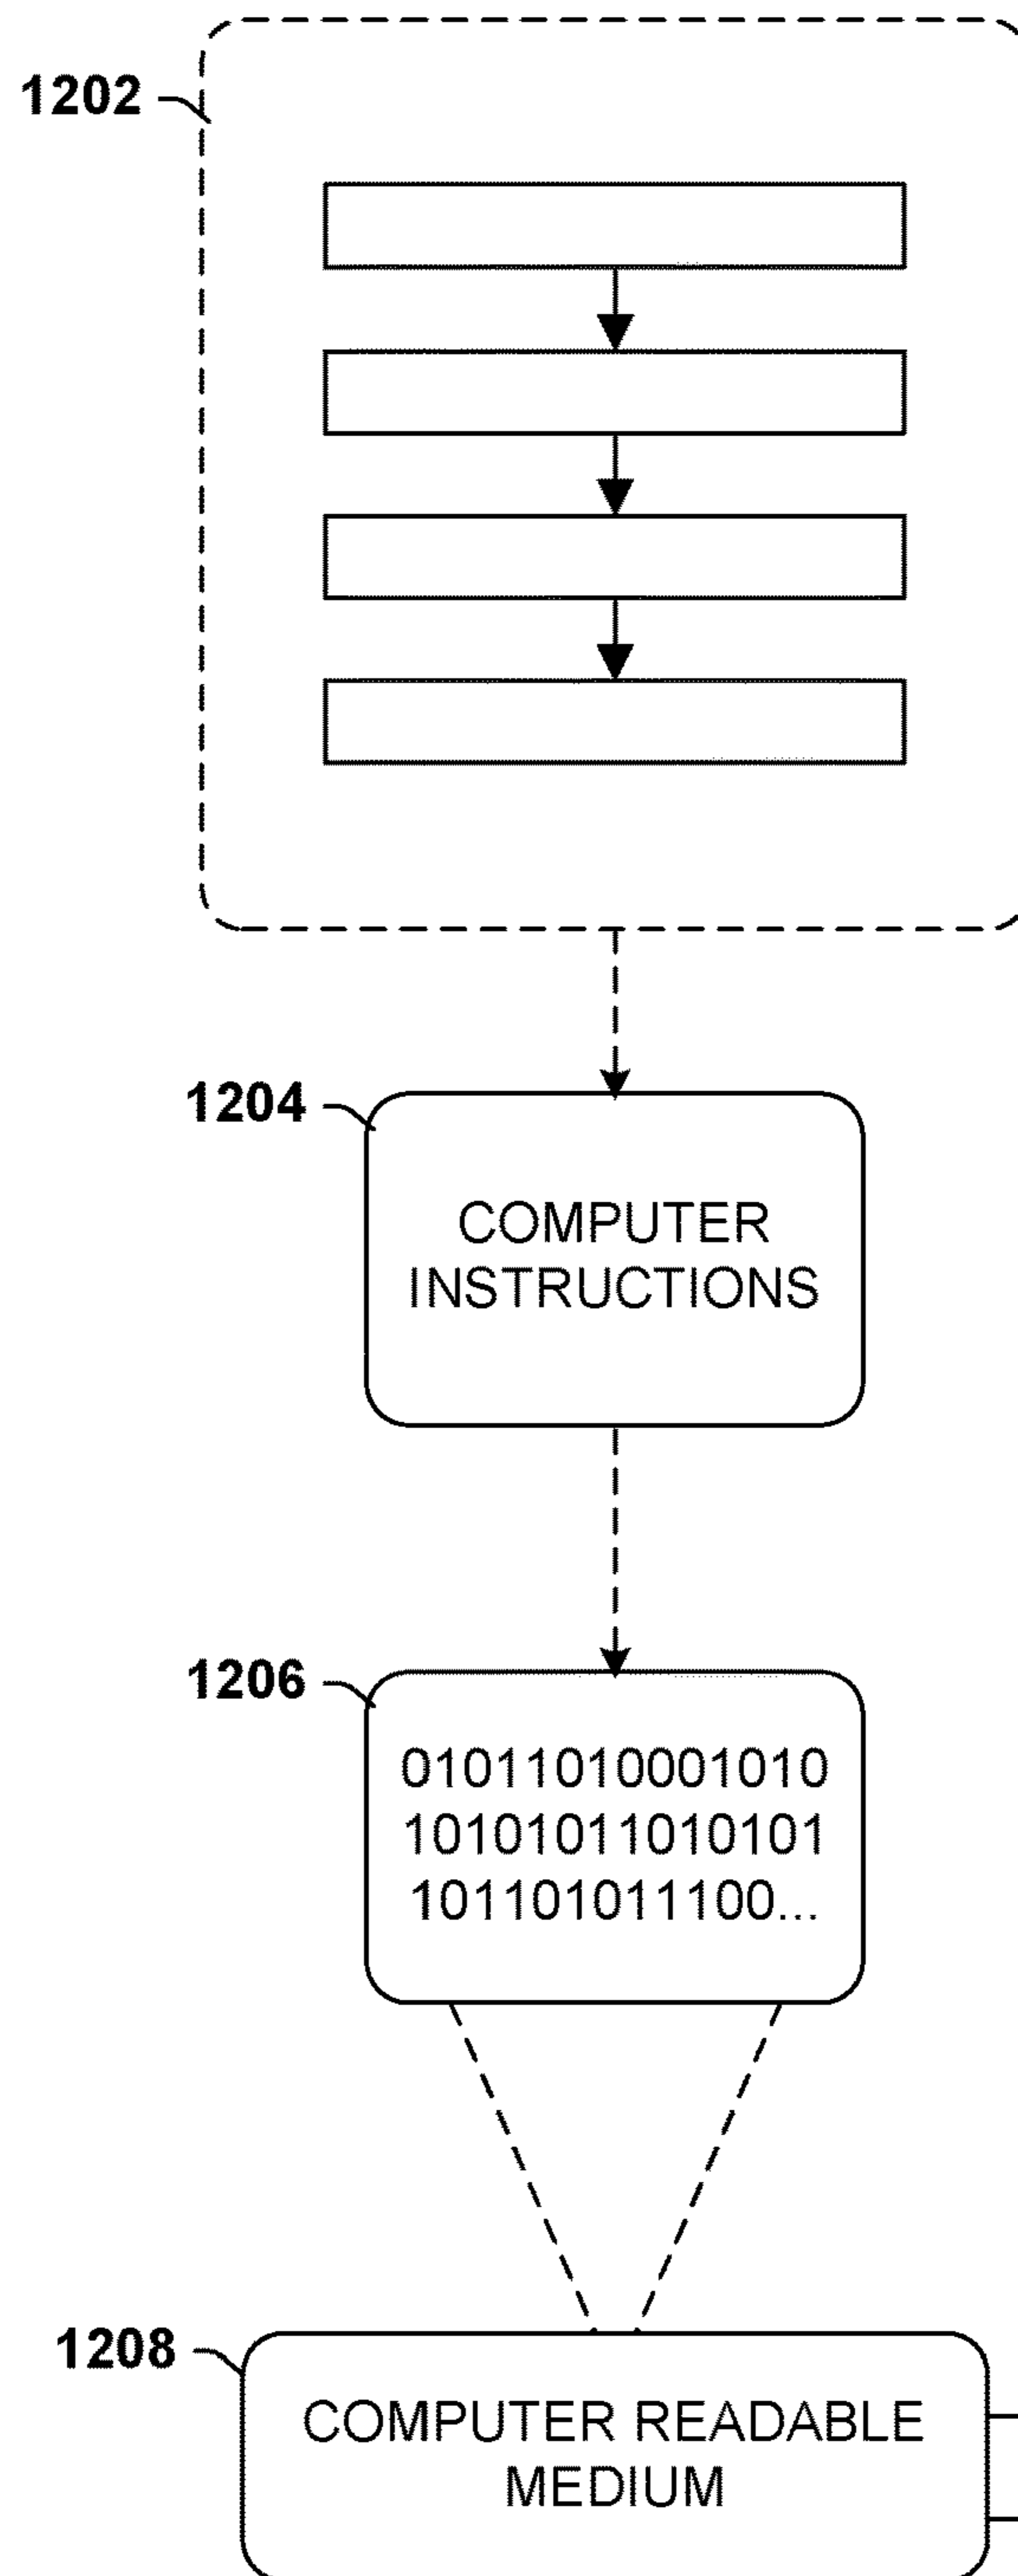 1202
1204
COMPUTER
INSTRUCTIONS
1206
01011010001010
10101011010101
101101011100...
1208
COMPUTER READABLE
MEDIUM